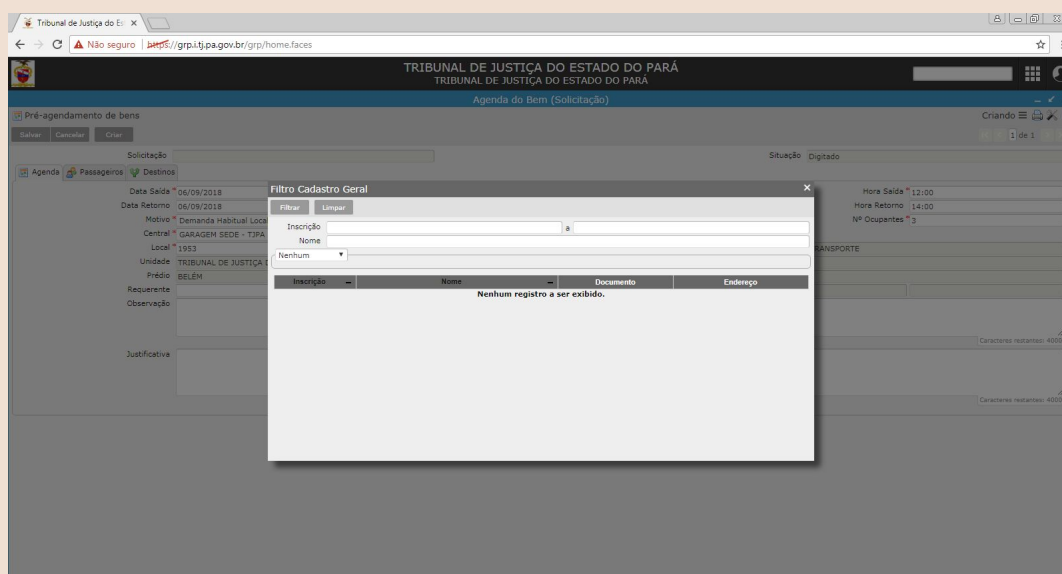 Tribunal de Justiça do Es
Não seguro | https://grp.i.tj.pa.gov.br/grp/home.faces
TRIBUNAL DE JUSTIÇA DO ESTADO DO PARÁ
TRIBUNAL DE JUSTIÇA DO ESTADO DO PARÁ
Agenda do Bem (Solicitação)
Pré-agendamento de bens Criando
Salvar Cancelar Criar 1 de 1
Solicitação Situação Digitado
Agenda Passageiros Destinos
Data Saída * 06/09/2018 Hora Saída * 12:00
Data Retorno 06/09/2018 Hora Retorno 14:00
Motivo * Demanda Habitual Loca Nº Ocupantes * 3
Central * GARAGEM SEDE - TJPA
Local * 1953 RANSPORTE
Unidade TRIBUNAL DE JUSTIÇA
Prédio BELÉM
Requerente
Observação
Caracteres restantes: 4000
Justificativa
Caracteres restantes: 4000
Filtro Cadastro Geral
Filtrar Limpar
Inscrição a
Nome
Nenhum
Inscrição Nome Documento Endereço
Nenhum registro a ser exibido.